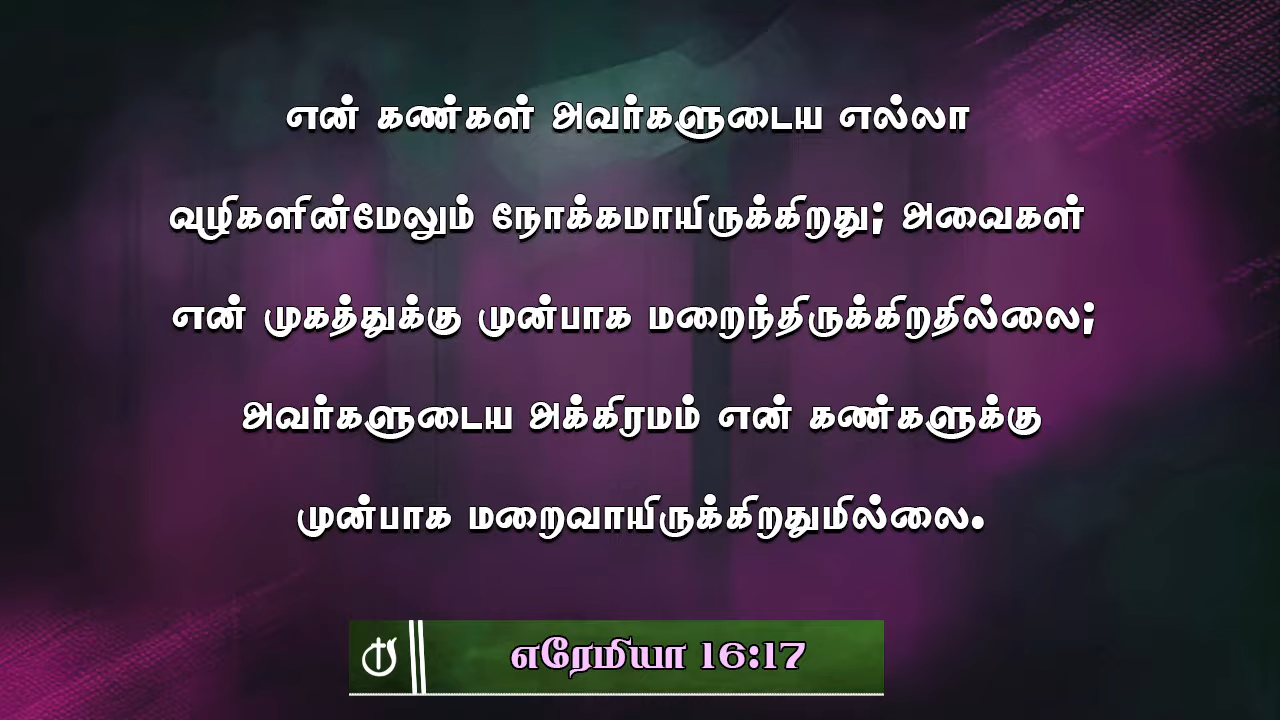 என் கண்கள் அவர்களுடைய எல்லா
வழிகளின்மேலும் நோக்கமாயிருக்கிறது; அவைகள்
என் முகத்துக்கு முன்பாக மறைந்திருக்கிறதில்லை;
அவர்களுடைய அக்கிரமம் என் கண்களுக்கு
முன்பாக மறைவாயிருக்கிறதுமில்லை.
எரேமியா 16:17